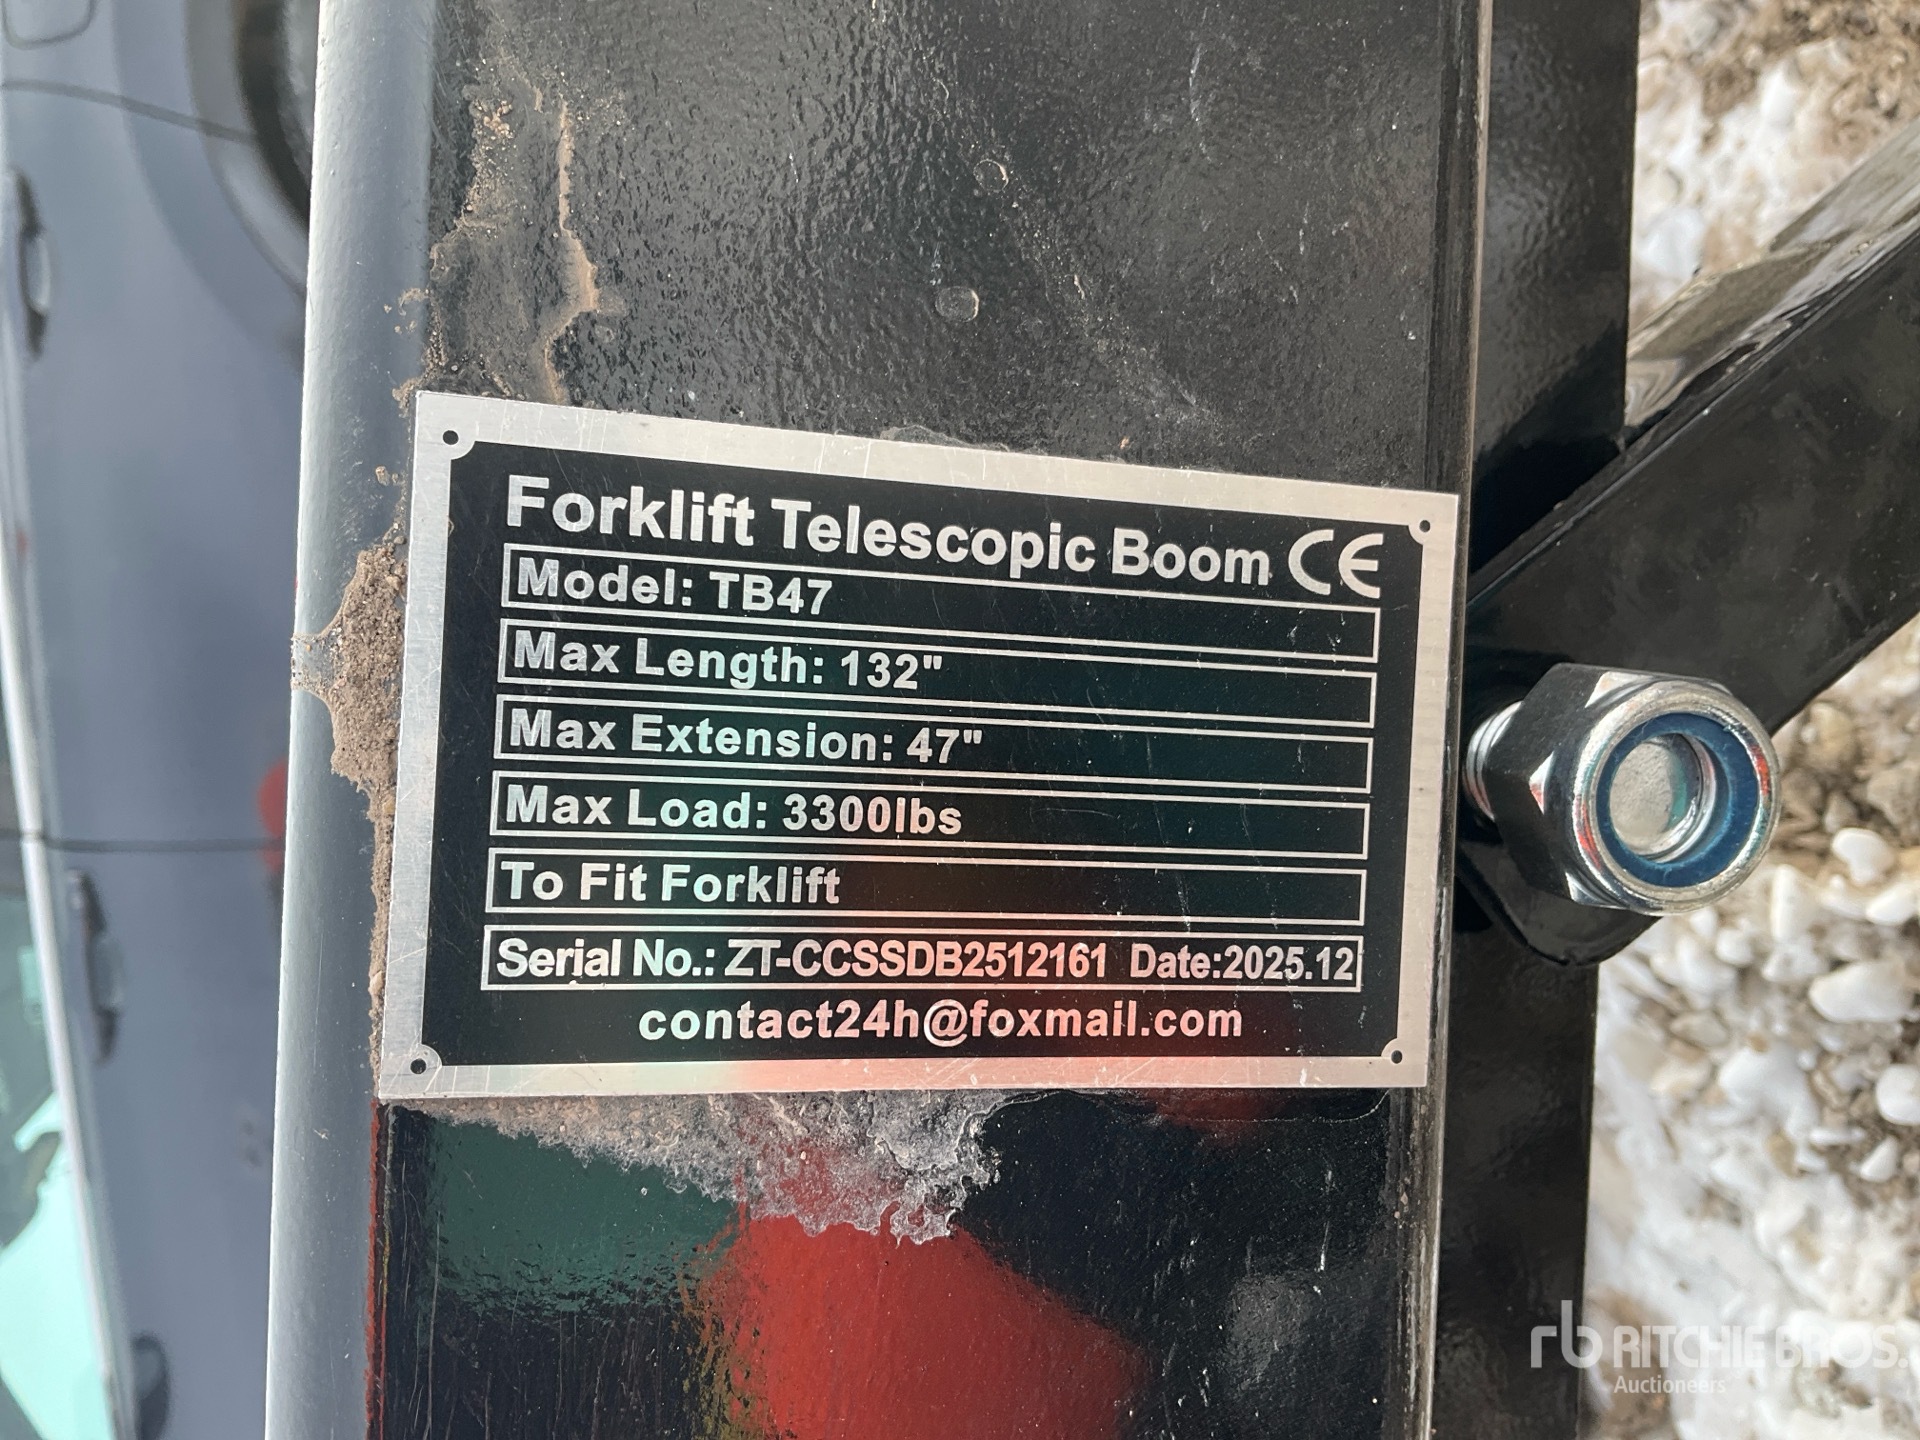 Forklift Telescopic Boom CE
Model: TB47
Max Length: 132"
Max Extension: 47"
Max Load: 3300lbs
To Fit Forklift
Serial No.: ZT-CCSSDB2512161 Date:2025.12
contact24h@foxmail.com
rb RITCHIE BROS.
Auctioneers